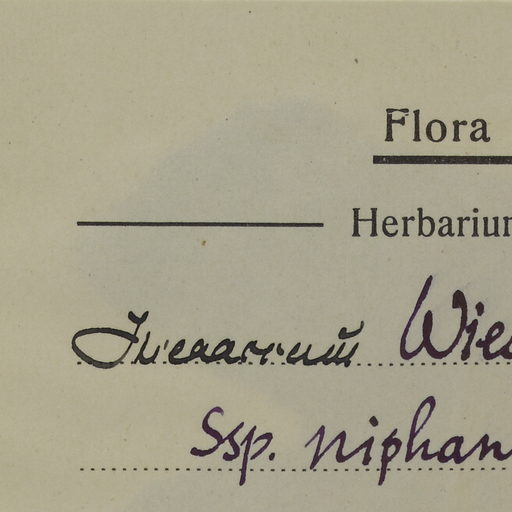 Flora
Herbariu
Hieracium Wie
Ssp. niphan